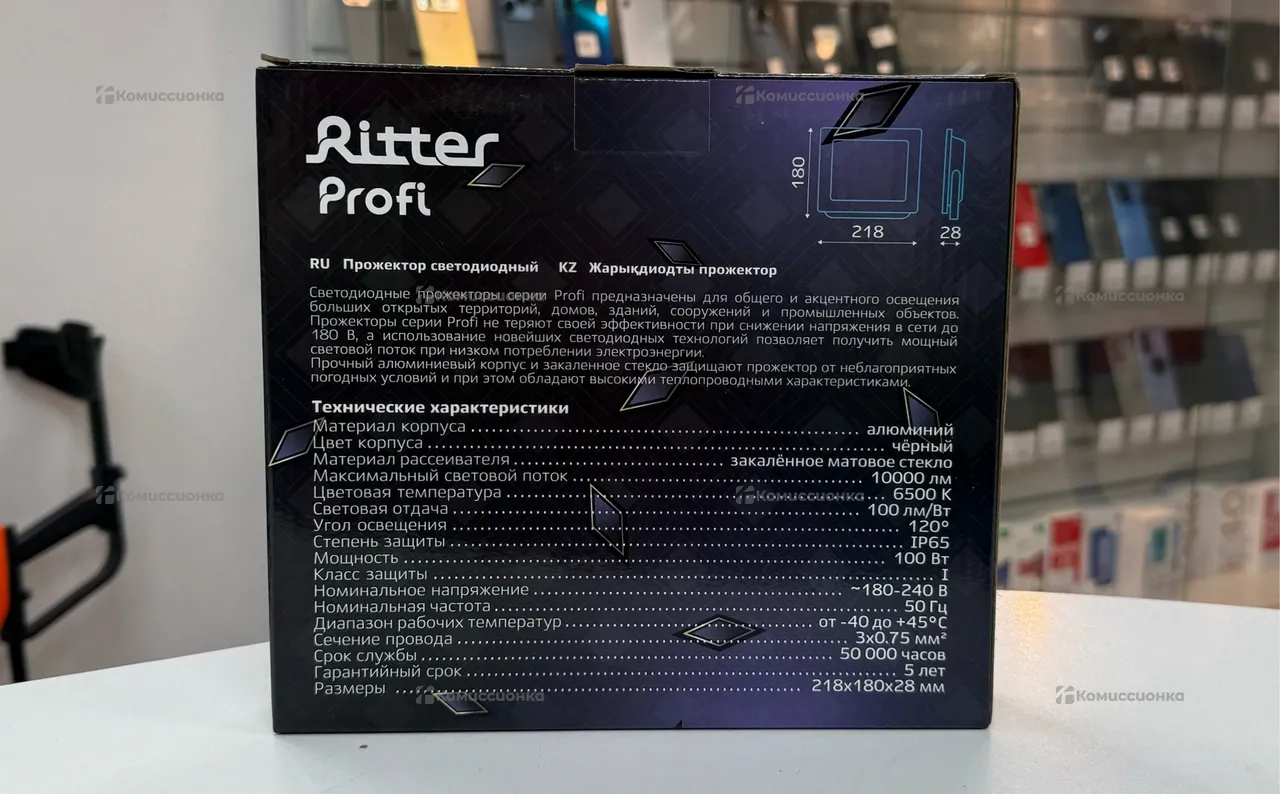 Комиссионка
Комиссионка
Ritter
Profi
180
218
28
RU Прожектор светодиодный KZ Жарықдиодты прожектор
Светодиодные прожекторы серии Profi предназначены для общего и акцентного освещения
больших открытых территорий, домов, зданий, сооружений и промышленных объектов.
Прожекторы серии Profi не теряют своей эффективности при снижении напряжения в сети до
180 В, а использование новейших светодиодных технологий позволяет получить мощный
световой поток при низком потреблении электроэнергии.
Прочный алюминиевый корпус и закаленное стекло защищают прожектор от неблагоприятных
погодных условий и при этом обладают высокими теплопроводными характеристиками.
Комиссионка
Комиссионка
Технические характеристики
Материал корпуса алюминий
Цвет корпуса чёрный
Материал рассеивателя закалённое матовое стекло
Максимальный световой поток 10000 лм
Цветовая температура 6500 К
Световая отдача 100 лм/Вт
Угол освещения 120°
Степень защиты IP65
Мощность 100 Вт
Класс защиты I
Номинальное напряжение ~180-240 В
Номинальная частота 50 Гц
Диапазон рабочих температур от -40 до +45°С
Сечение провода 3x0.75 мм²
Срок службы 50 000 часов
Гарантийный срок 5 лет
Размеры 218x180x28 мм
Комиссионка
Комиссионка
Комиссионка
Комиссионка